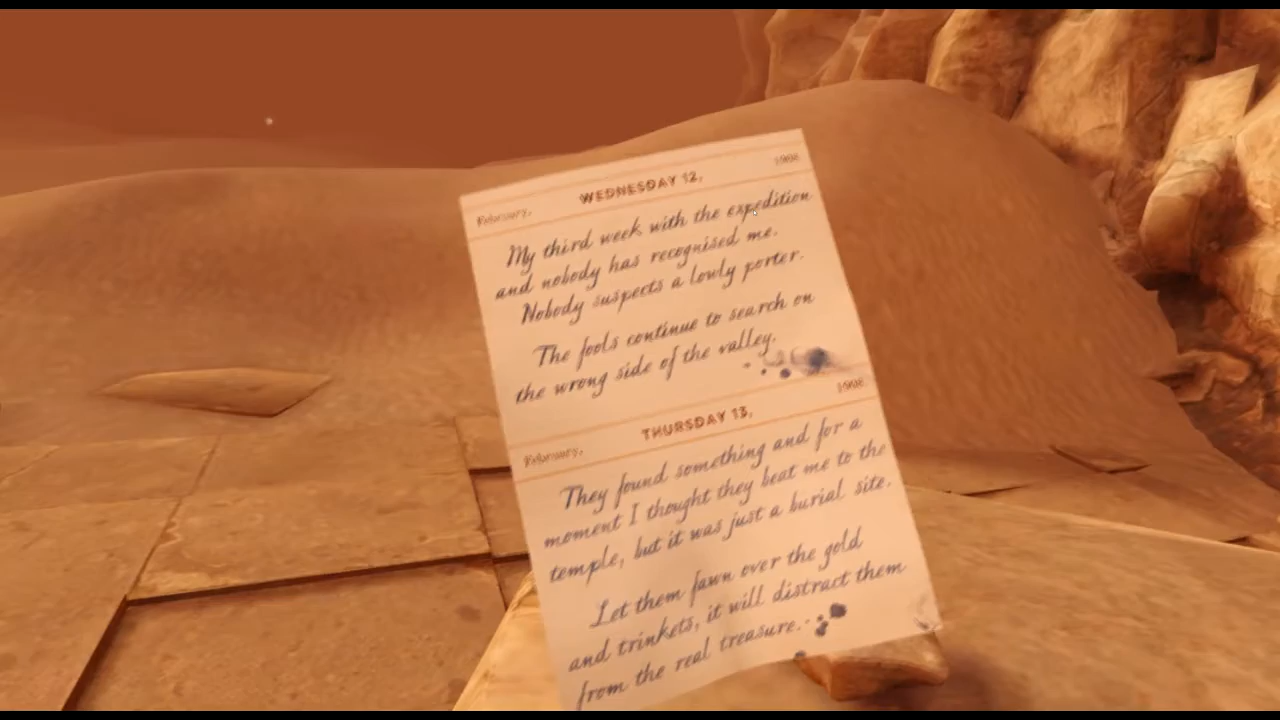 February, WEDNESDAY 12, 1908
My third week with the expedition
and nobody has recognised me.
Nobody suspects a lowly porter.
The fools continue to search on
the wrong side of the valley.
February, THURSDAY 13, 1908
They found something and for a
moment I thought they beat me to the
temple, but it was just a burial site.
Let them fawn over the gold
and trinkets, it will distract them
from the real treasure.